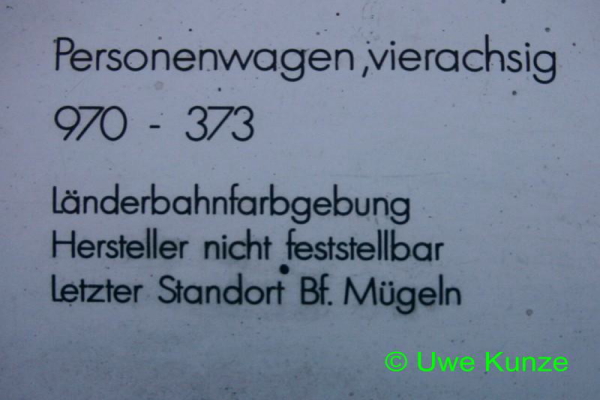 Personenwagen,vierachsig
970 - 373
Länderbahnfarbgebung
Hersteller nicht feststellbar
Letzter Standort Bf. Mügeln
© Uwe Kunze